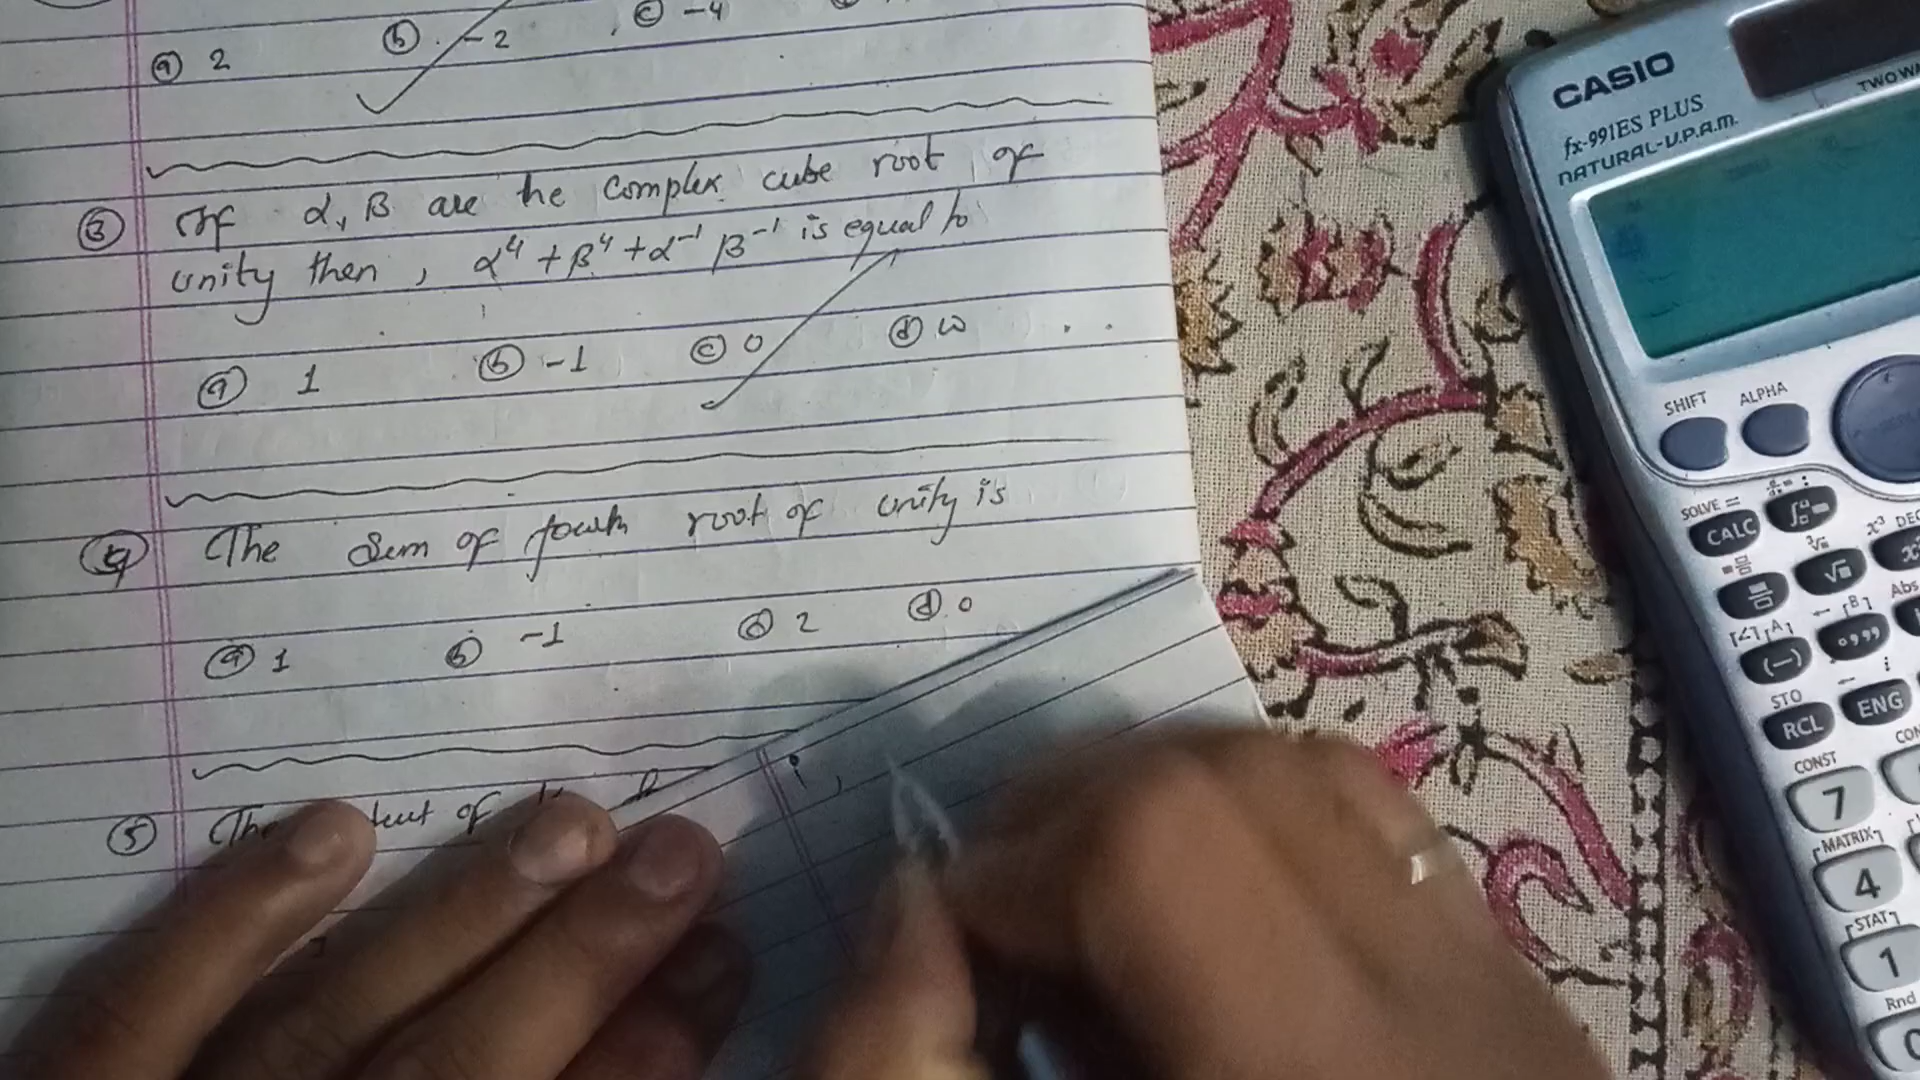 ⓐ 2 ⓑ -2 ⓒ -4
③ If α, β are the complex cube root of
unity then, α⁴ + β⁴ + α⁻¹ β⁻¹ is equal to
ⓐ 1 ⓑ -1 ⓒ 0 ⓓ ω
④ The Sum of fourth root of unity is
ⓐ 1 ⓑ -1 ⓒ 2 ⓓ 0
i,
⑤ The of
CASIO
fx-991ES PLUS
NATURAL-V.P.A.M.
SHIFT ALPHA
SOLVE =
CALC
STO
RCL ENG
CONST
7
MATRIX
4
STAT
1
Rnd
0